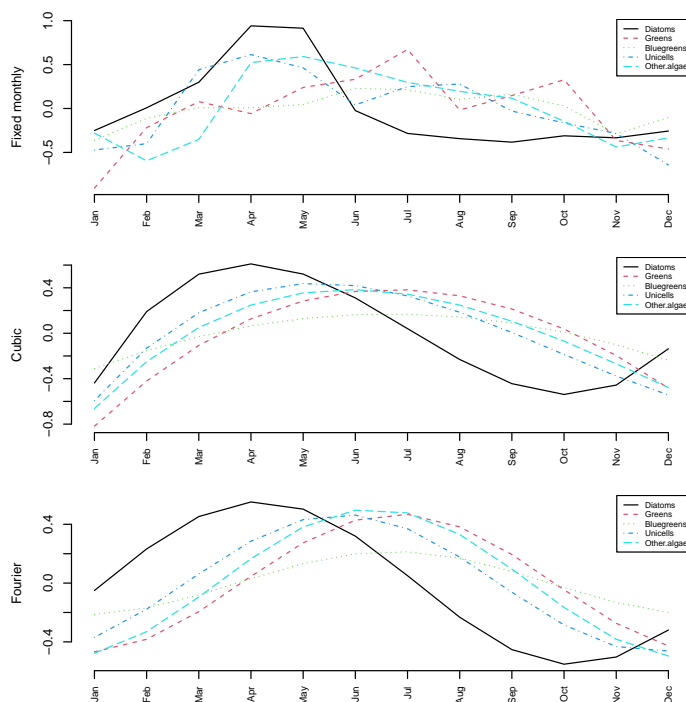 Fixed monthly
1.0
0.5
0.0
−0.5
Jan Feb Mar Apr May Jun Jul Aug Sep Oct Nov Dec
Diatoms
Greens
Bluegreens
Unicells
Other.algae
Cubic
0.4
0.0
−0.4
−0.8
Jan Feb Mar Apr May Jun Jul Aug Sep Oct Nov Dec
Diatoms
Greens
Bluegreens
Unicells
Other.algae
Fourier
0.4
0.0
−0.4
Jan Feb Mar Apr May Jun Jul Aug Sep Oct Nov Dec
Diatoms
Greens
Bluegreens
Unicells
Other.algae